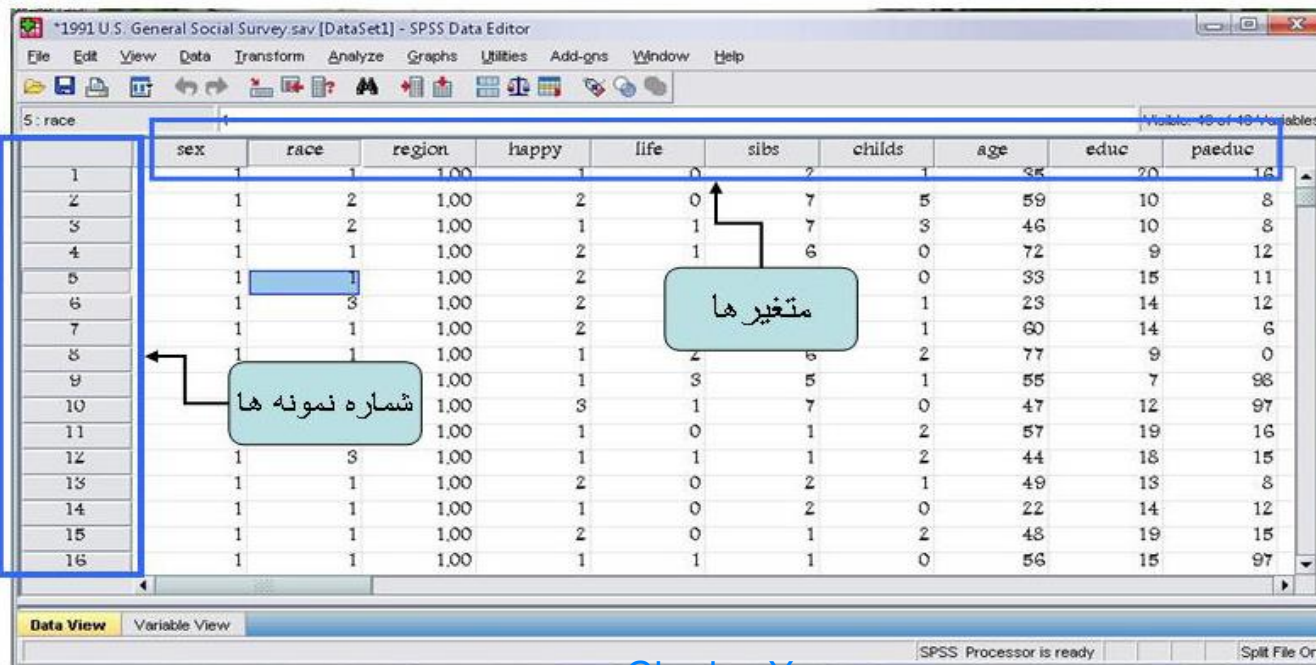 *1991 U.S. General Social Survey.sav [DataSet1] - SPSS Data Editor
File Edit View Data Transform Analyze Graphs Utilities Add-ons Window Help
5 : race 1 Visible: of Variables
sex race region happy life sibs childs age educ paeduc
1 1 1 1,00 1 0 2 1 35 20 16
2 1 2 1,00 2 0 7 5 59 10 8
3 1 2 1,00 1 1 7 3 46 10 8
4 1 1 1,00 2 1 6 0 72 9 12
5 1 1 1,00 2 0 33 15 11
6 1 3 1,00 2 1 23 14 12
7 1 1 1,00 2 1 60 14 6
8 1 1 1,00 1 2 6 2 77 9 0
9 1,00 1 3 5 1 55 7 98
10 1,00 3 1 7 0 47 12 97
11 1,00 1 0 1 2 57 19 16
12 1 3 1,00 1 1 1 2 44 18 15
13 1 1 1,00 2 0 2 1 49 13 8
14 1 1 1,00 1 0 2 0 22 14 12
15 1 1 1,00 2 0 1 2 48 19 15
16 1 1 1,00 1 1 1 0 56 15 97
متغیر ها
شماره نمونه ها
Data View Variable View
SPSS Processor is ready Split File On